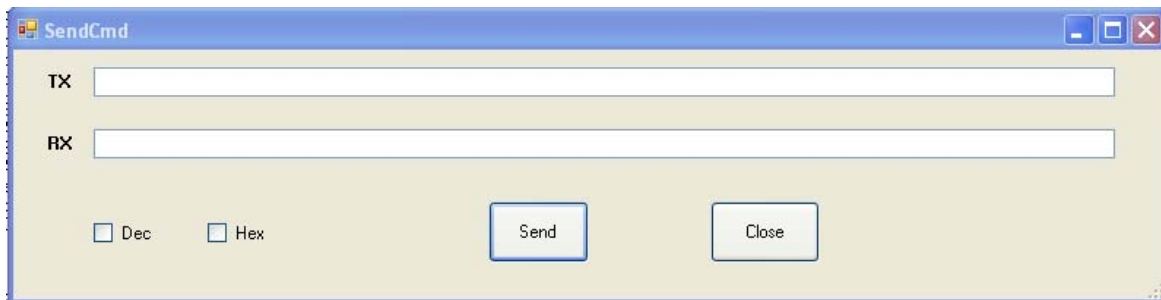 SendCmd
TX
RX
Dec Hex Send Close